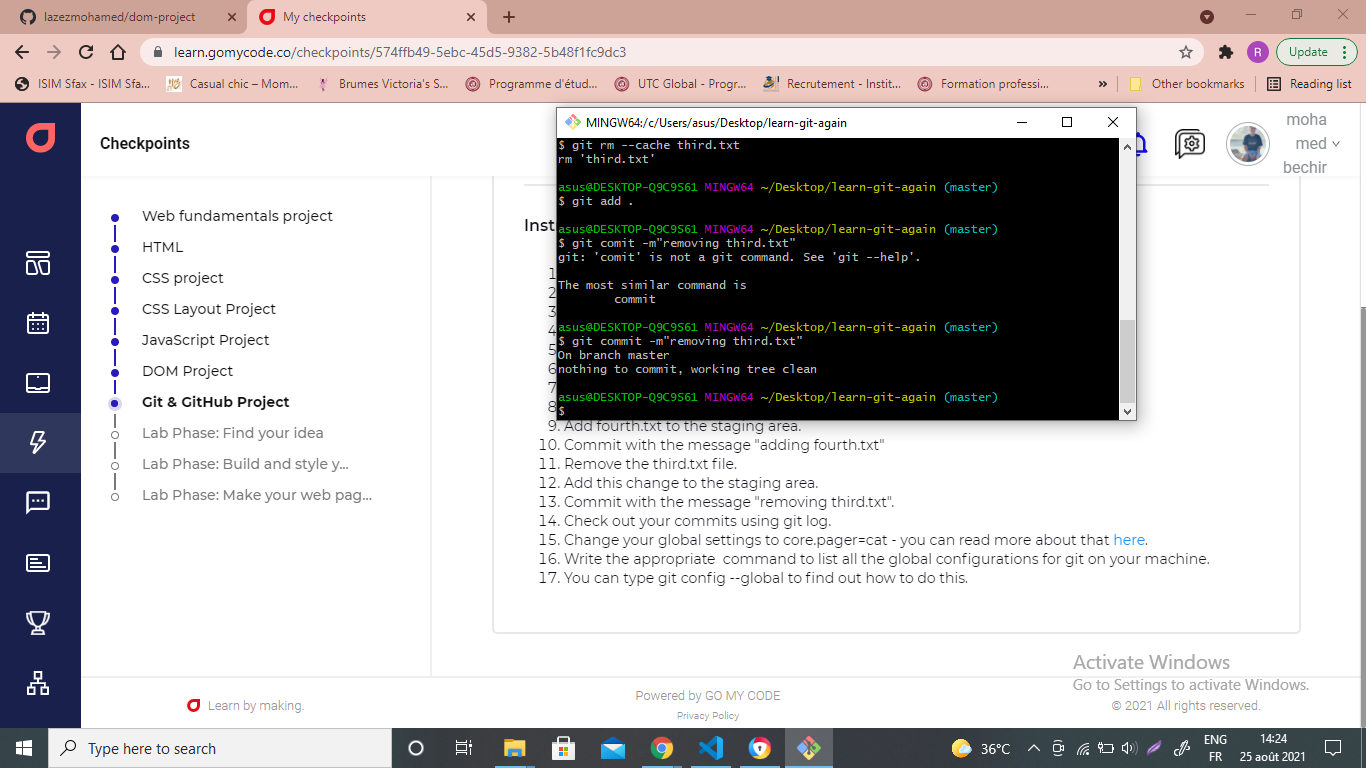 lazezmohamed/dom-project
My checkpoints
learn.gomycode.co/checkpoints/574ffb49-5ebc-45d5-9382-5b48f1fc9dc3
R
Update
ISIM Sfax - ISIM Sfa...
Casual chic – Mom...
Brumes Victoria's S...
Programme d'étud...
UTC Global - Progr...
Recrutement - Instit...
Formation professi...
»
Other bookmarks
Reading list
Checkpoints
moha
med
bechir
Web fundamentals project
HTML
CSS project
CSS Layout Project
JavaScript Project
DOM Project
Git & GitHub Project
Lab Phase: Find your idea
Lab Phase: Build and style y...
Lab Phase: Make your web pag...
MINGW64:/c/Users/asus/Desktop/learn-git-again
$ git rm --cache third.txt
rm 'third.txt'
asus@DESKTOP-Q9C9S61 MINGW64 ~/Desktop/learn-git-again (master)
$ git add .
asus@DESKTOP-Q9C9S61 MINGW64 ~/Desktop/learn-git-again (master)
$ git comit -m"removing third.txt"
git: 'comit' is not a git command. See 'git --help'.
The most similar command is
commit
asus@DESKTOP-Q9C9S61 MINGW64 ~/Desktop/learn-git-again (master)
$ git commit -m"removing third.txt"
On branch master
nothing to commit, working tree clean
asus@DESKTOP-Q9C9S61 MINGW64 ~/Desktop/learn-git-again (master)
$
9. Add fourth.txt to the staging area.
10. Commit with the message "adding fourth.txt"
11. Remove the third.txt file.
12. Add this change to the staging area.
13. Commit with the message "removing third.txt".
14. Check out your commits using git log.
15. Change your global settings to core.pager=cat - you can read more about that here.
16. Write the appropriate  command to list all the global configurations for git on your machine.
17. You can type git config --global to find out how to do this.
Activate Windows
Go to Settings to activate Windows.
Learn by making.
Powered by GO MY CODE
Privacy Policy
© 2021 All rights reserved.
Type here to search
36°C
ENG
FR
14:24
25 août 2021